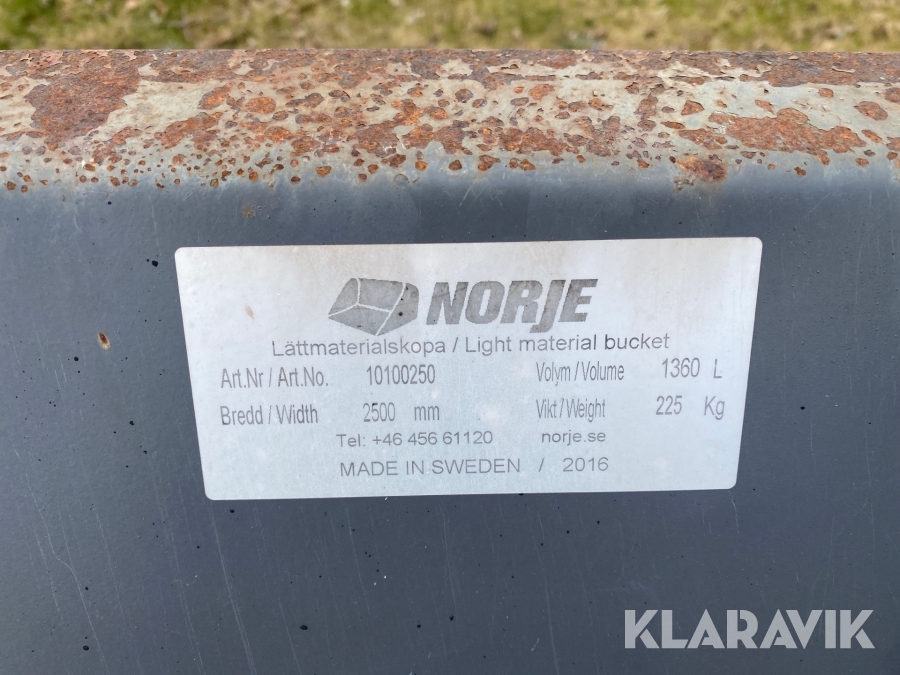 NORJE
Lättmaterialskopa / Light material bucket
Art.Nr / Art.No. 10100250 Volym / Volume 1360 L
Bredd / Width 2500 mm Vikt / Weight 225 Kg
Tel: +46 456 61120 norje.se
MADE IN SWEDEN / 2016
KLARAVIK